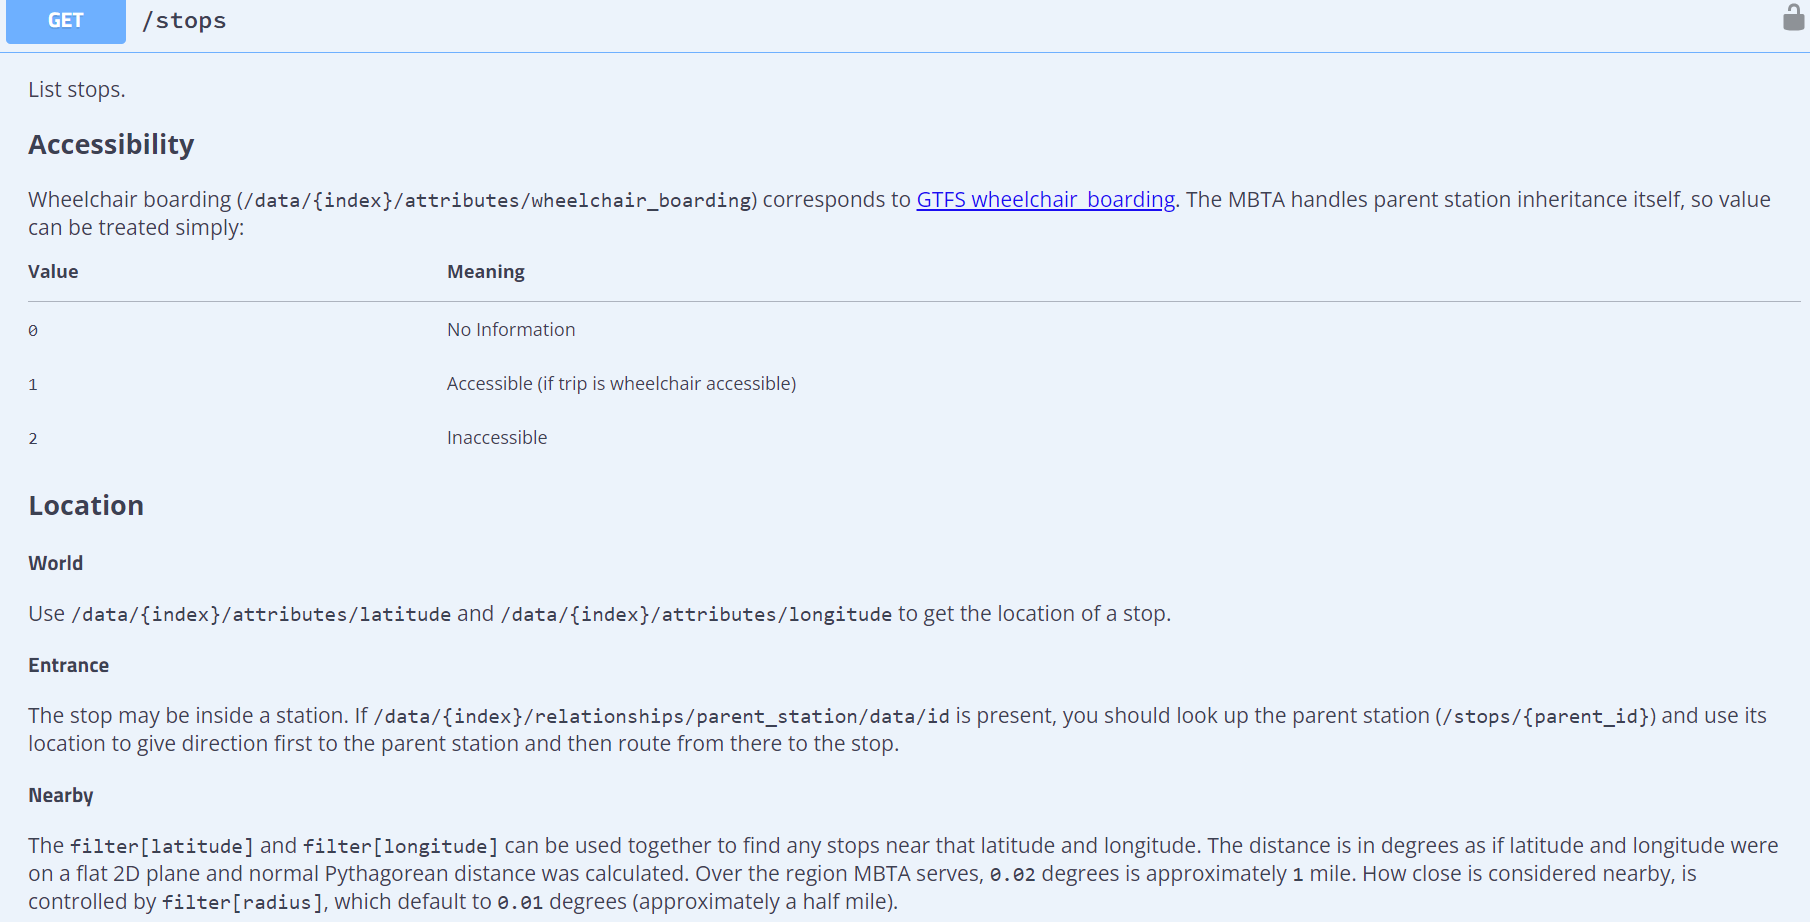 GET /stops
List stops.
Accessibility
Wheelchair boarding (/data/{index}/attributes/wheelchair_boarding) corresponds to GTFS wheelchair_boarding. The MBTA handles parent station inheritance itself, so value
can be treated simply:
Value Meaning
0 No Information
1 Accessible (if trip is wheelchair accessible)
2 Inaccessible
Location
World
Use /data/{index}/attributes/latitude and /data/{index}/attributes/longitude to get the location of a stop.
Entrance
The stop may be inside a station. If /data/{index}/relationships/parent_station/data/id is present, you should look up the parent station (/stops/{parent_id}) and use its
location to give direction first to the parent station and then route from there to the stop.
Nearby
The filter[latitude] and filter[longitude] can be used together to find any stops near that latitude and longitude. The distance is in degrees as if latitude and longitude were
on a flat 2D plane and normal Pythagorean distance was calculated. Over the region MBTA serves, 0.02 degrees is approximately 1 mile. How close is considered nearby, is
controlled by filter[radius], which default to 0.01 degrees (approximately a half mile).